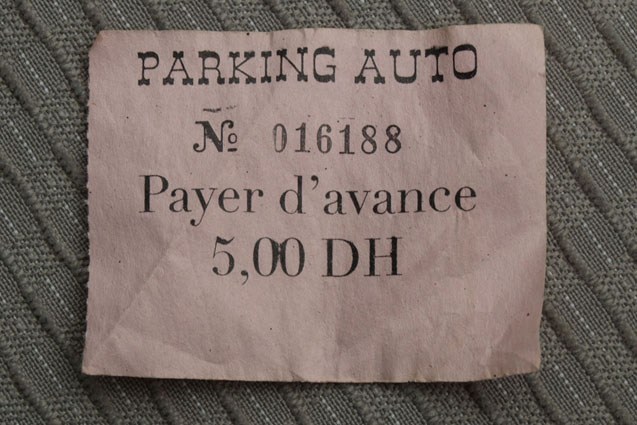 PARKING AUTO
№ 016188
Payer d'avance
5,00 DH